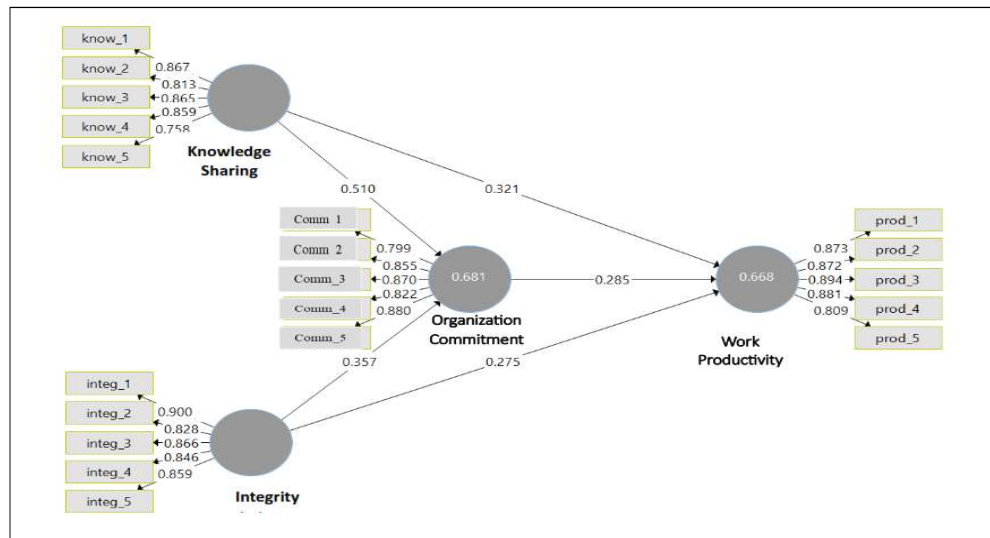 know_1
0.867
know_2
0.813
know_3
0.865
know_4
0.859
know_5
0.758
Knowledge
Sharing
0.510
0.321
Comm_1
0.799
Comm_2
0.855
Comm_3
0.870
Comm_4
0.822
Comm_5
0.880
0.681
Organization
Commitment
0.285
0.668
Work
Productivity
prod_1
0.873
prod_2
0.872
prod_3
0.894
prod_4
0.881
prod_5
0.809
0.357
0.275
integ_1
0.900
integ_2
0.828
integ_3
0.866
integ_4
0.846
integ_5
0.859
Integrity